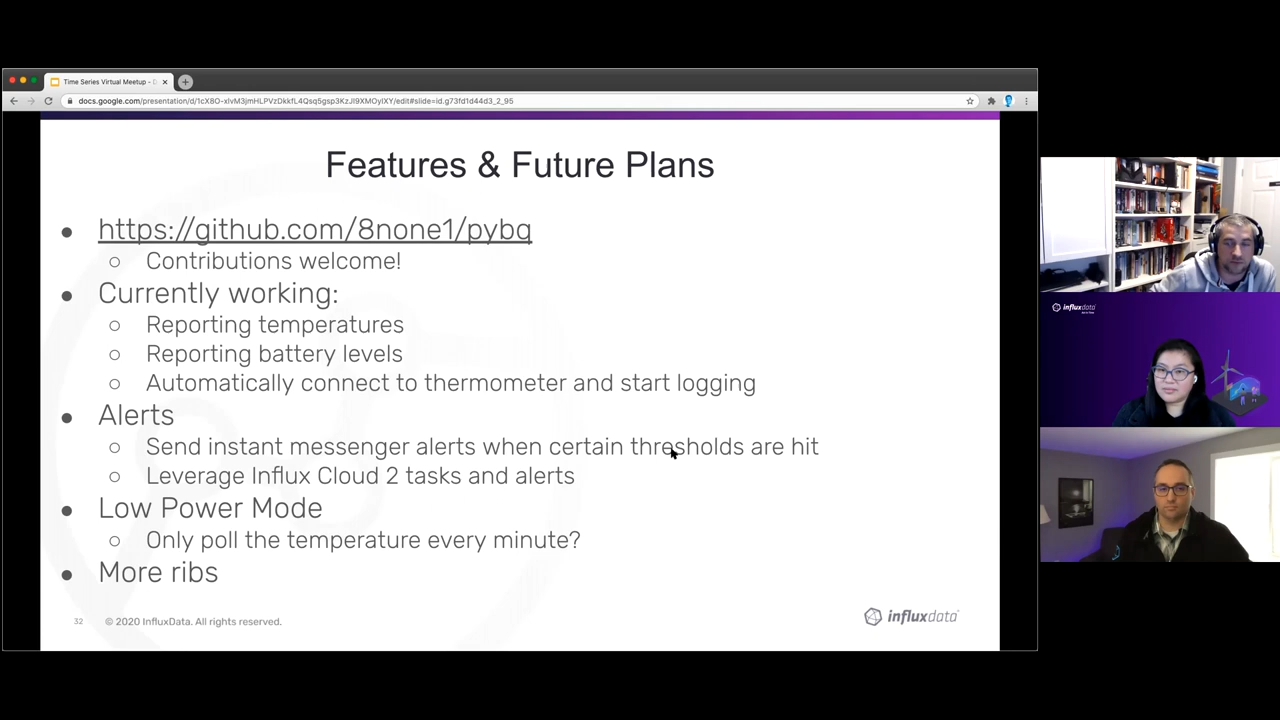 Time Series Virtual Meetup - D
docs.google.com/presentation/d/1cX8O-xlvM3jmHLPVzDkkfL4Qsq5gsp3KzJI9XMOyIXY/edit#slide=id.g73fd1d44d3_2_95
Features & Future Plans
● https://github.com/8none1/pybq
○ Contributions welcome!
● Currently working:
○ Reporting temperatures
○ Reporting battery levels
○ Automatically connect to thermometer and start logging
● Alerts
○ Send instant messenger alerts when certain thresholds are hit
○ Leverage Influx Cloud 2 tasks and alerts
● Low Power Mode
○ Only poll the temperature every minute?
● More ribs
32
© 2020 InfluxData. All rights reserved.
influxdata
influxdata